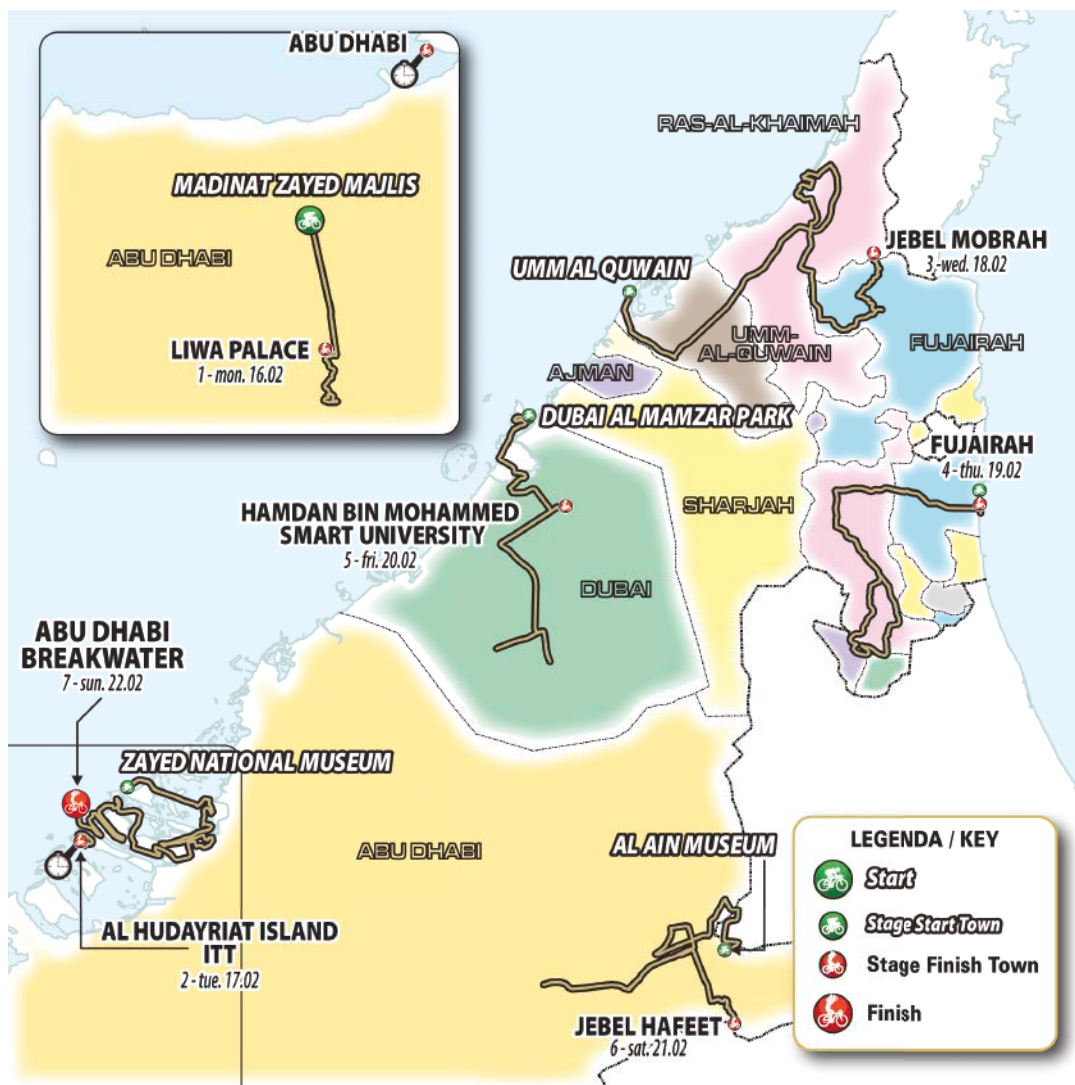 ABU DHABI
MADINAT ZAYED MAJLIS
ABU DHABI
LIWA PALACE
1 - mon. 16.02
RAS-AL-KHAIMAH
JEBEL MOBRAH
3 -wed. 18.02
UMM AL QUWAIN
UMM-
AL-QUWAIN
FUJAIRAH
AJMAN
DUBAI AL MAMZAR PARK
FUJAIRAH
4 - thu. 19.02
SHARJAH
HAMDAN BIN MOHAMMED
SMART UNIVERSITY
5 - fri. 20.02
DUBAI
ABU DHABI
BREAKWATER
7 - sun. 22.02
ZAYED NATIONAL MUSEUM
ABU DHABI
AL AIN MUSEUM
AL HUDAYRIAT ISLAND
ITT
2 - tue. 17.02
JEBEL HAFEET
6 - sat. 21.02
LEGENDA / KEY
Start
Stage Start Town
Stage Finish Town
Finish